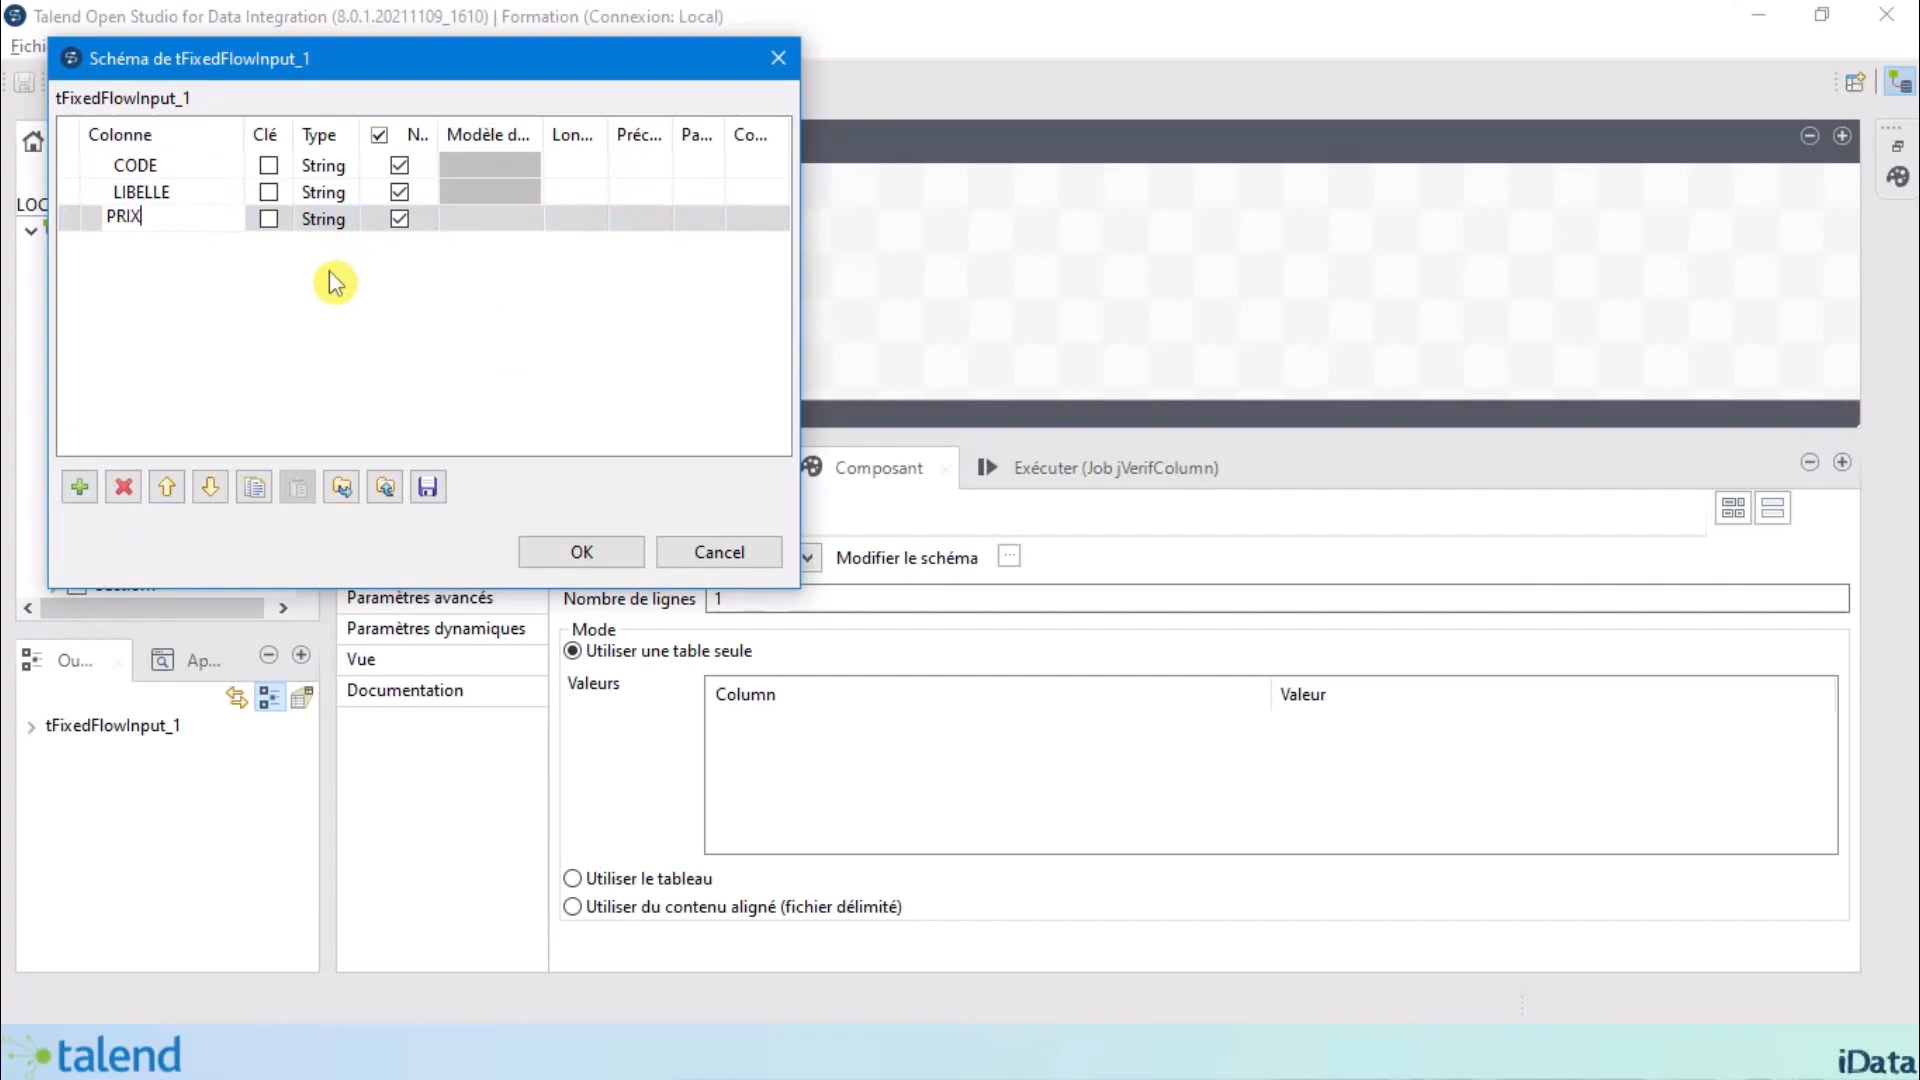 Talend Open Studio for Data Integration (8.0.1.20211109_1610) | Formation (Connexion: Local)
Fichi
Schéma de tFixedFlowInput_1
tFixedFlowInput_1
Colonne Clé Type N.. Modèle d... Lon... Préc... Pa... Co...
CODE String
LIBELLE String
PRIX String
LOC
OK Cancel
Composant Exécuter (Job jVerifColumn)
Modifier le schéma ...
Paramètres avancés
Paramètres dynamiques
Vue
Documentation
Nombre de lignes 1
Mode
Utiliser une table seule
Valeurs
Column Valeur
Utiliser le tableau
Utiliser du contenu aligné (fichier délimité)
Ou... Ap...
tFixedFlowInput_1
talend
iData